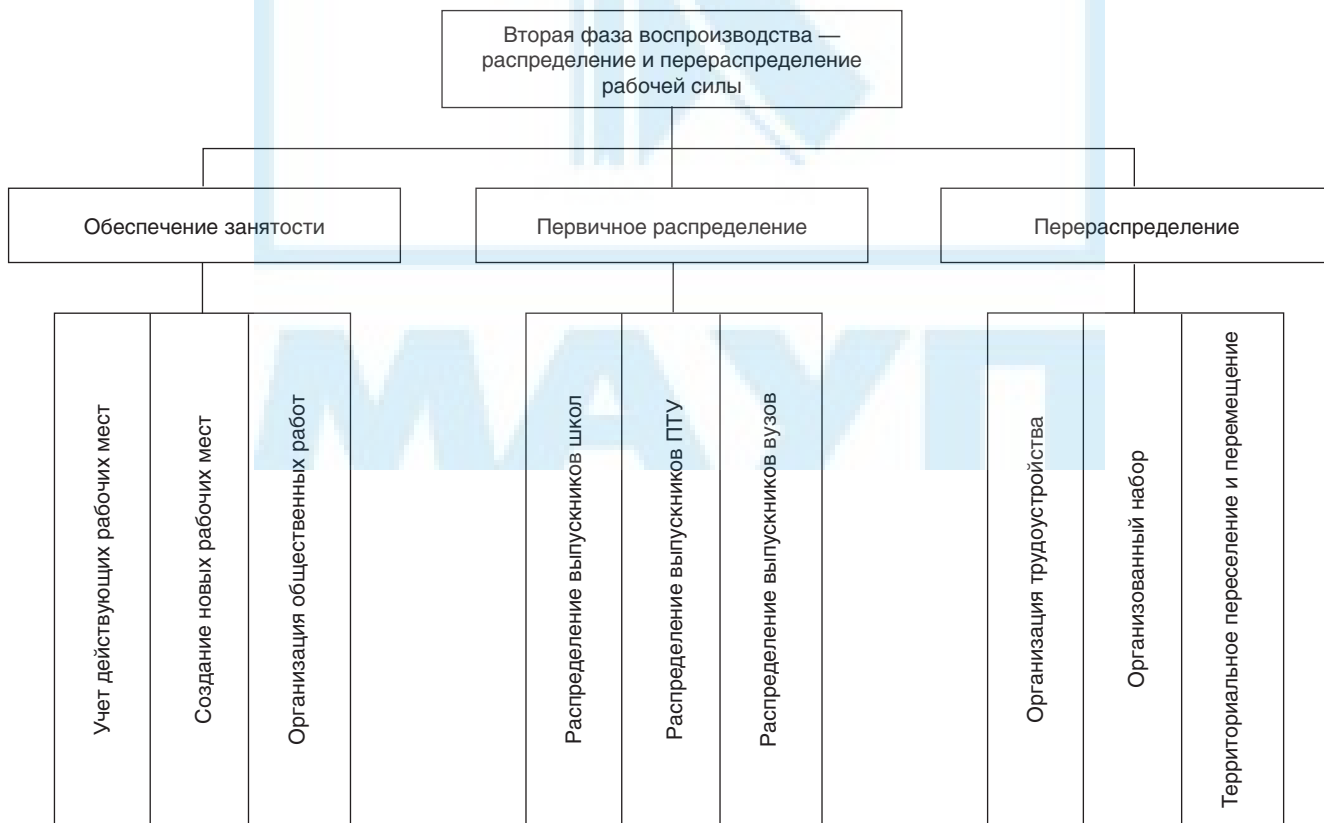 Вторая фаза воспроизводства —
распределение и перераспределение
рабочей силы
Обеспечение занятости
Первичное распределение
Перераспределение
Учет действующих рабочих мест
Создание новых рабочих мест
Организация общественных работ
Распределение выпускников школ
Распределение выпускников ПТУ
Распределение выпускников вузов
Организация трудоустройства
Организованный набор
Территориальное переселение и перемещение
МАУП